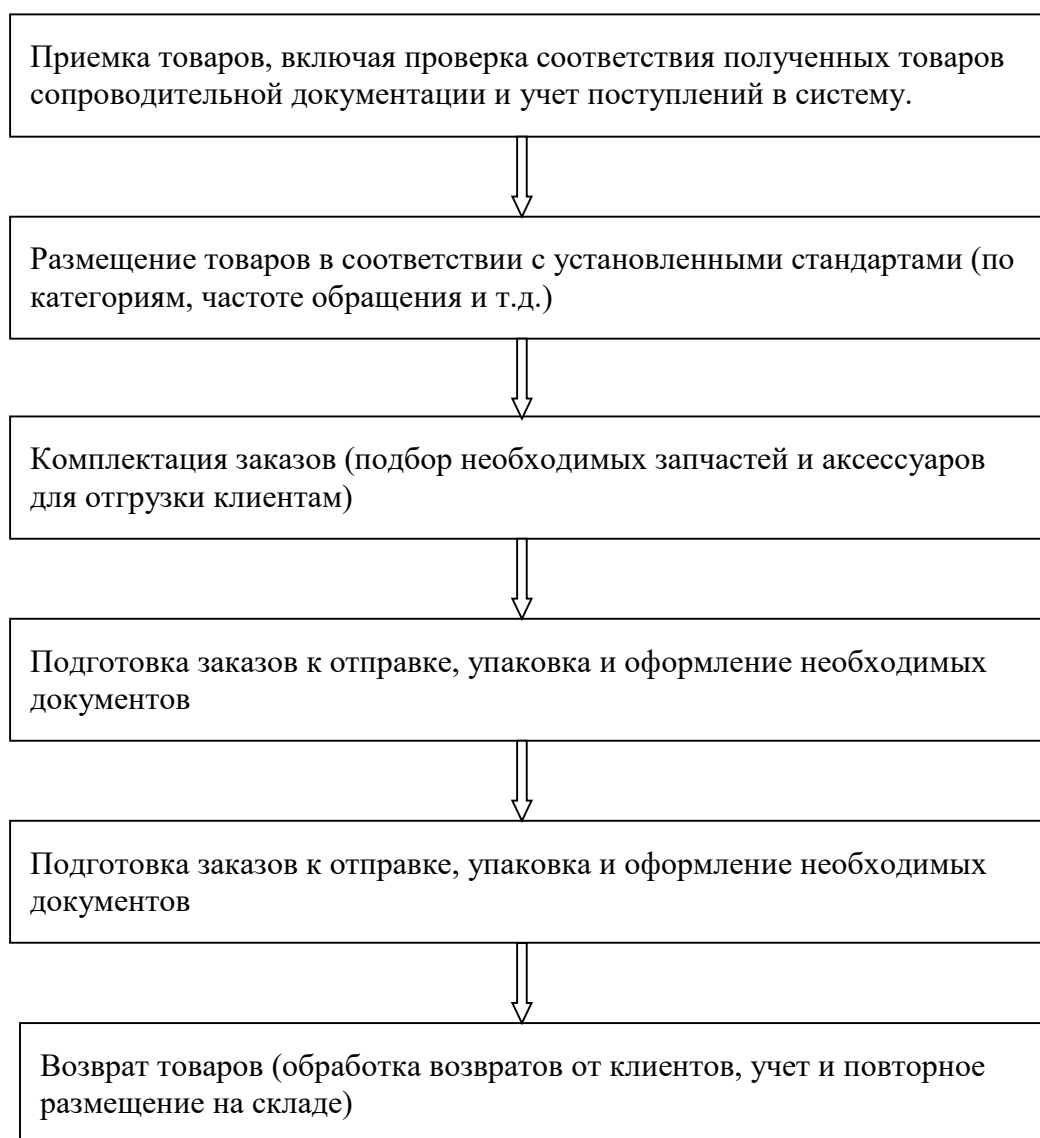 Приемка товаров, включая проверка соответствия полученных товаров
сопроводительной документации и учет поступлений в систему.
Размещение товаров в соответствии с установленными стандартами (по
категориям, частоте обращения и т.д.)
Комплектация заказов (подбор необходимых запчастей и аксессуаров
для отгрузки клиентам)
Подготовка заказов к отправке, упаковка и оформление необходимых
документов
Подготовка заказов к отправке, упаковка и оформление необходимых
документов
Возврат товаров (обработка возвратов от клиентов, учет и повторное
размещение на складе)